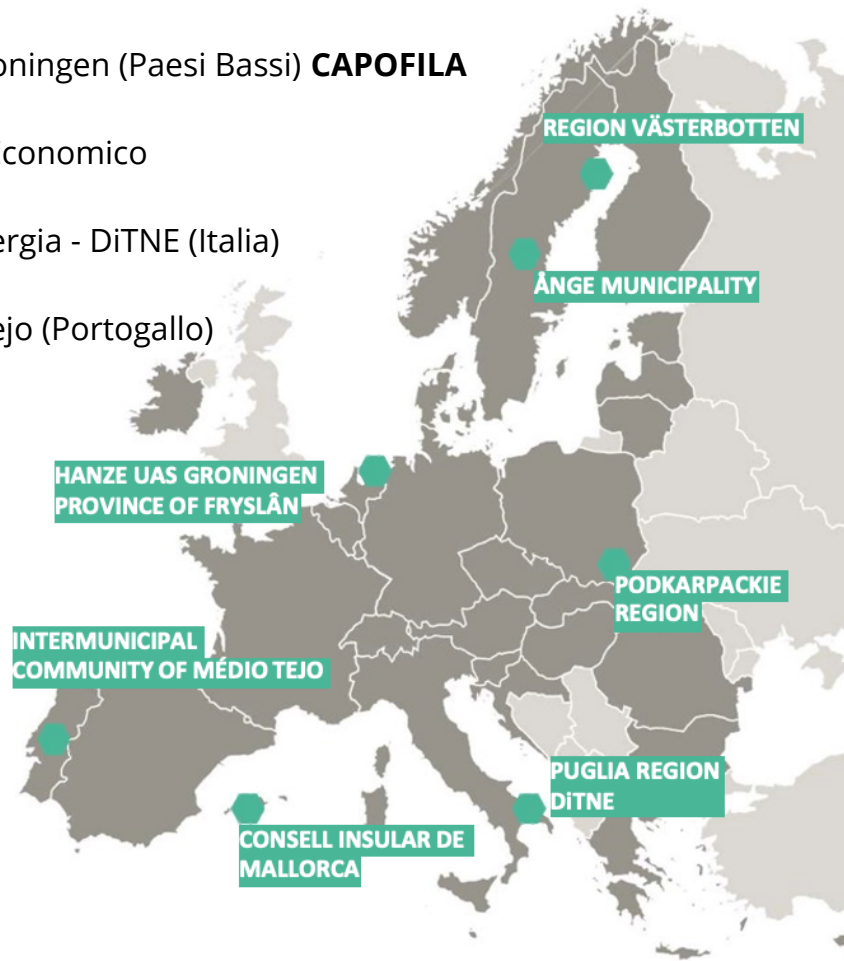 oningen (Paesi Bassi) CAPOFILA
conomico
ergia - DiTNE (Italia)
ejo (Portogallo)
REGION VÄSTERBOTTEN
ÅNGE MUNICIPALITY
HANZE UAS GRONINGEN
PROVINCE OF FRYSLÂN
PODKARPACKIE
REGION
INTERMUNICIPAL
COMMUNITY OF MÉDIO TEJO
PUGLIA REGION
DiTNE
CONSELL INSULAR DE
MALLORCA